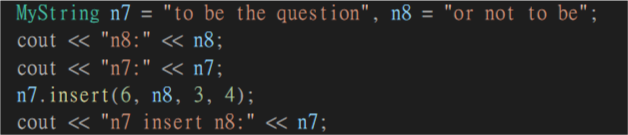 MyString n7 = "to be the question", n8 = "or not to be";
cout << "n8:" << n8;
cout << "n7:" << n7;
n7.insert(6, n8, 3, 4);
cout << "n7 insert n8:" << n7;